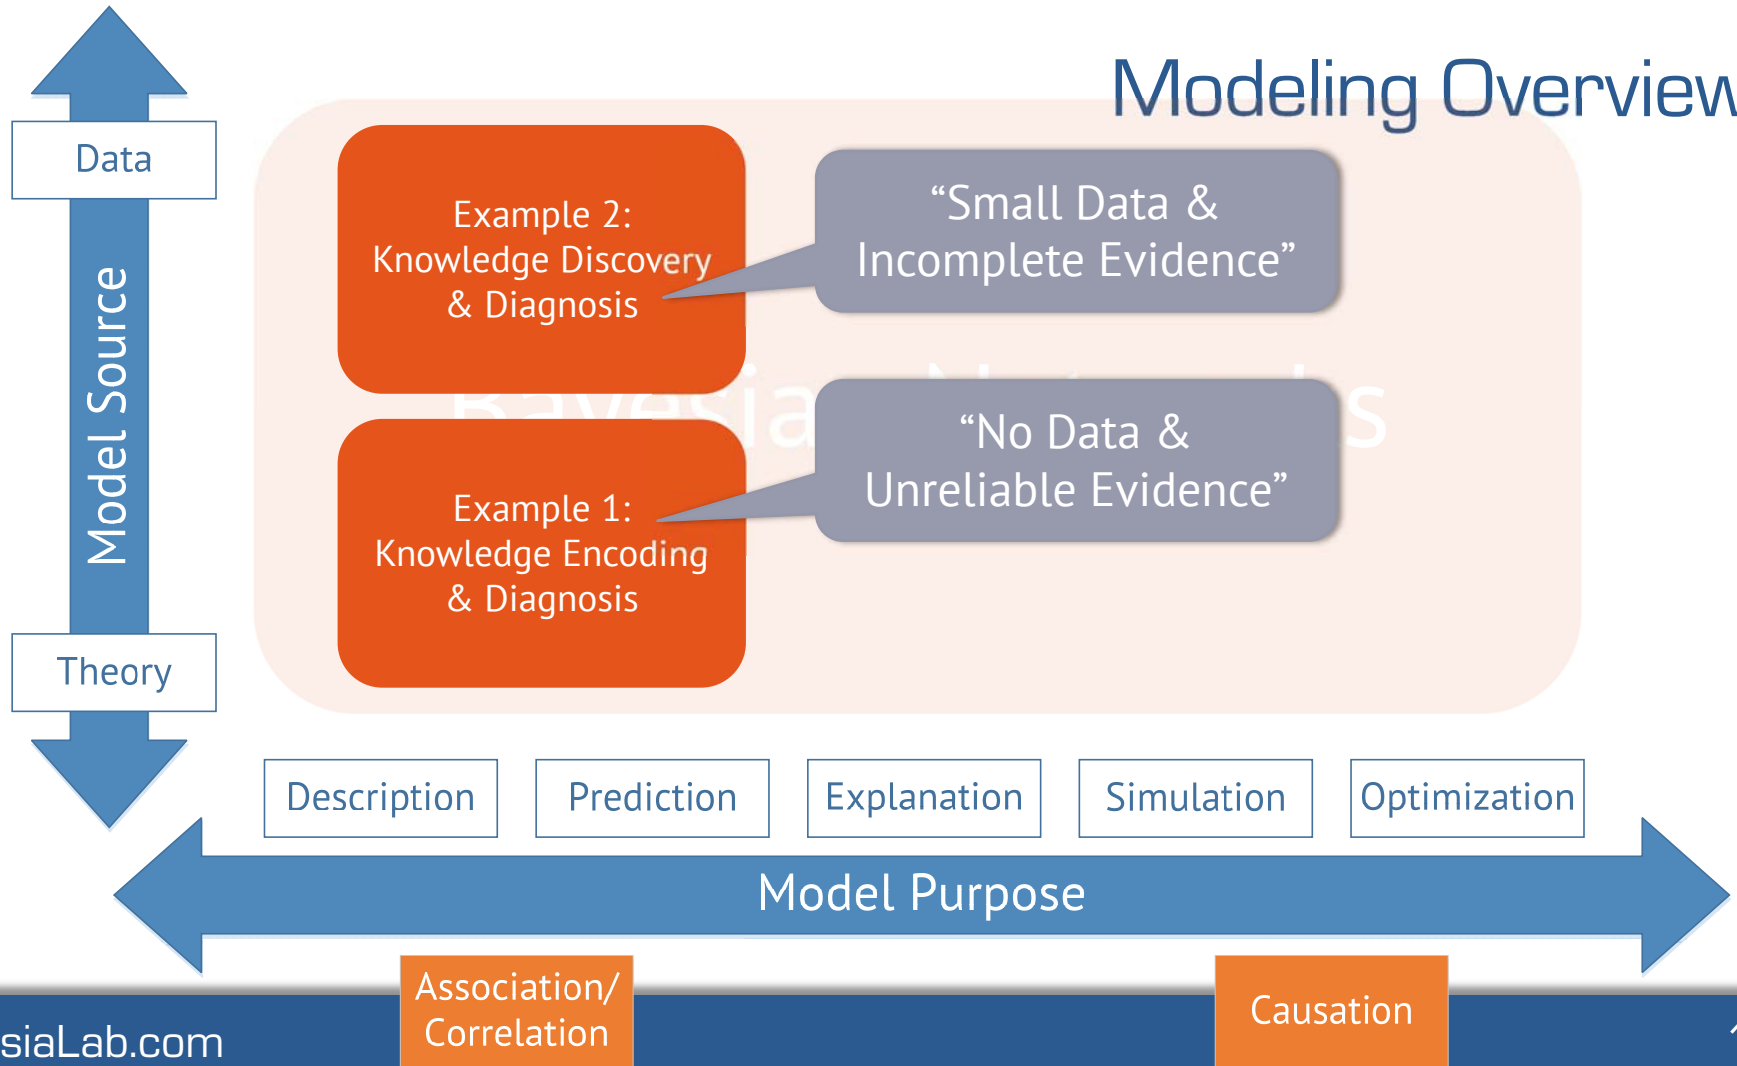 Modeling Overview
Data
Model Source
Theory
Example 2:
Knowledge Discovery
& Diagnosis
“Small Data &
Incomplete Evidence”
Example 1:
Knowledge Encoding
& Diagnosis
“No Data &
Unreliable Evidence”
Description
Prediction
Explanation
Simulation
Optimization
Model Purpose
Association/
Correlation
Causation
siaLab.com